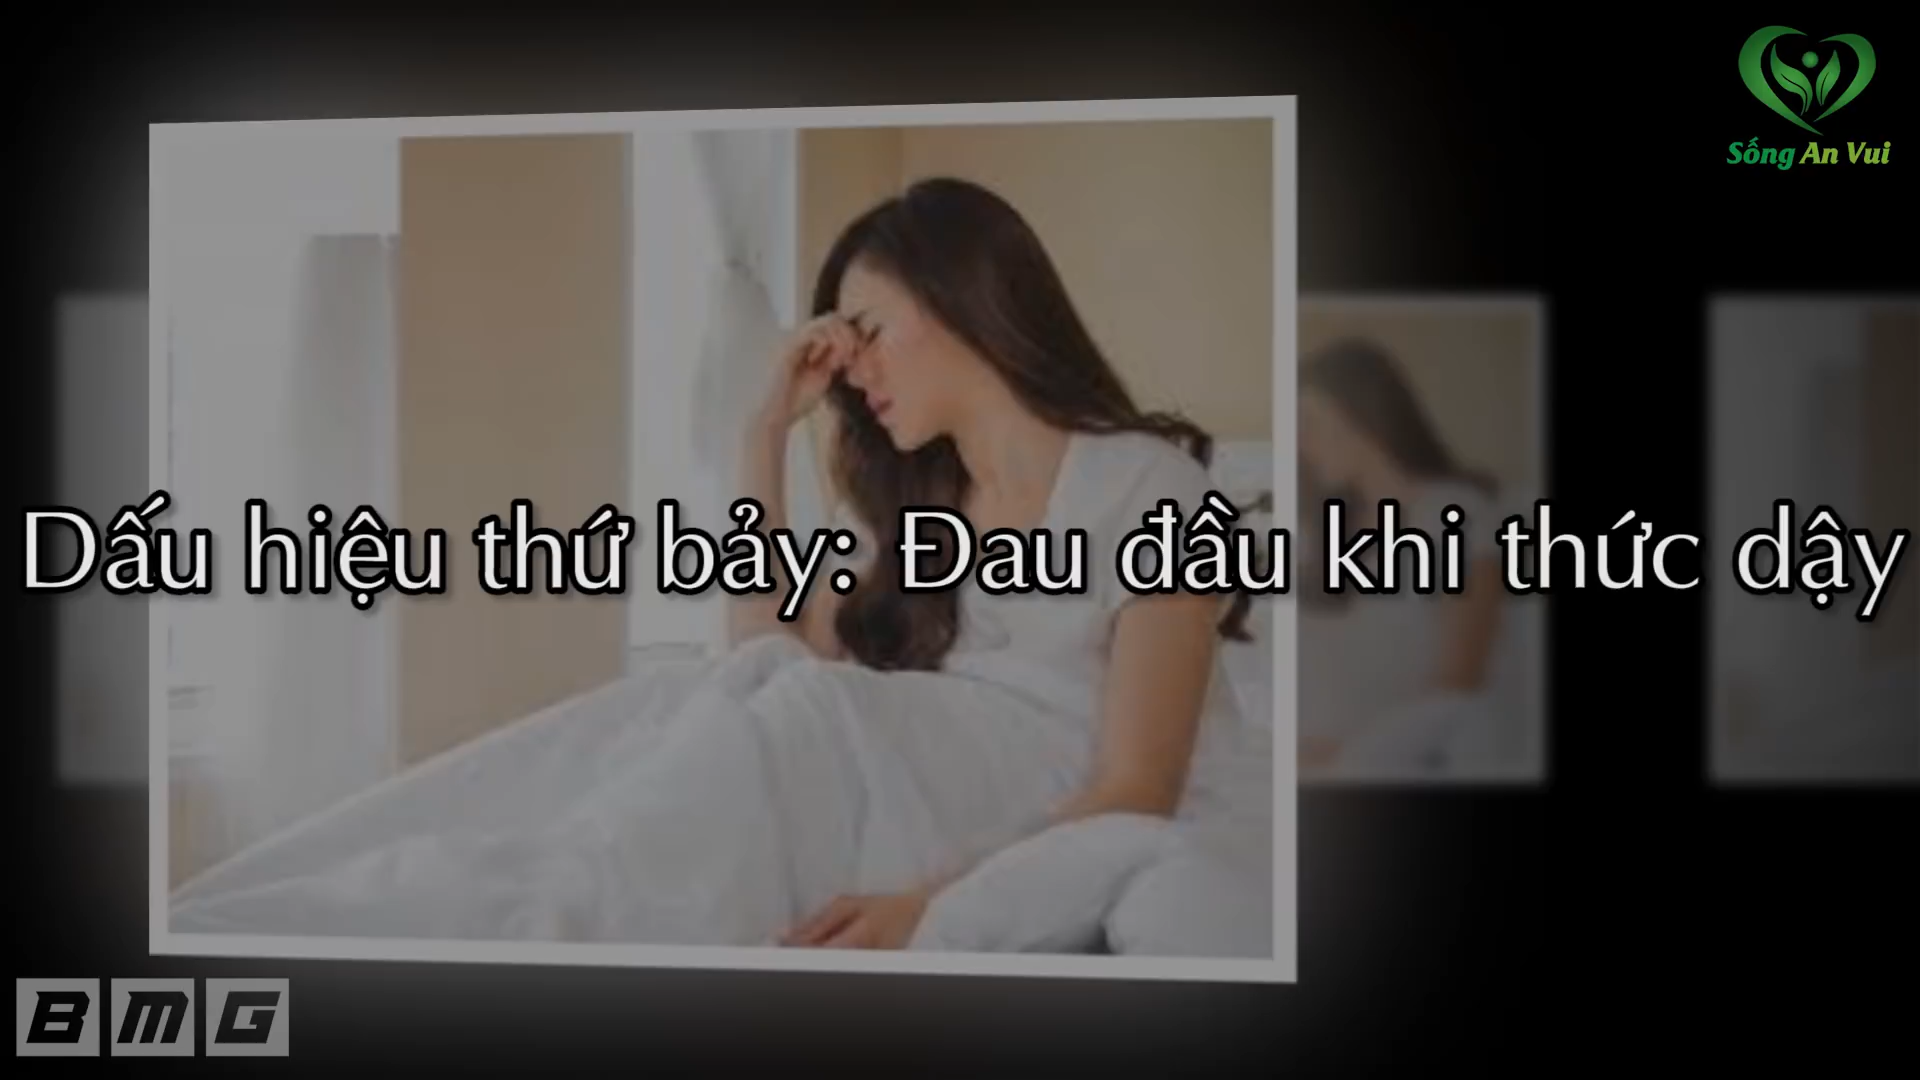 Sống An Vui
Dấu hiệu thứ bảy: Đau đầu khi thức dậy
BMG